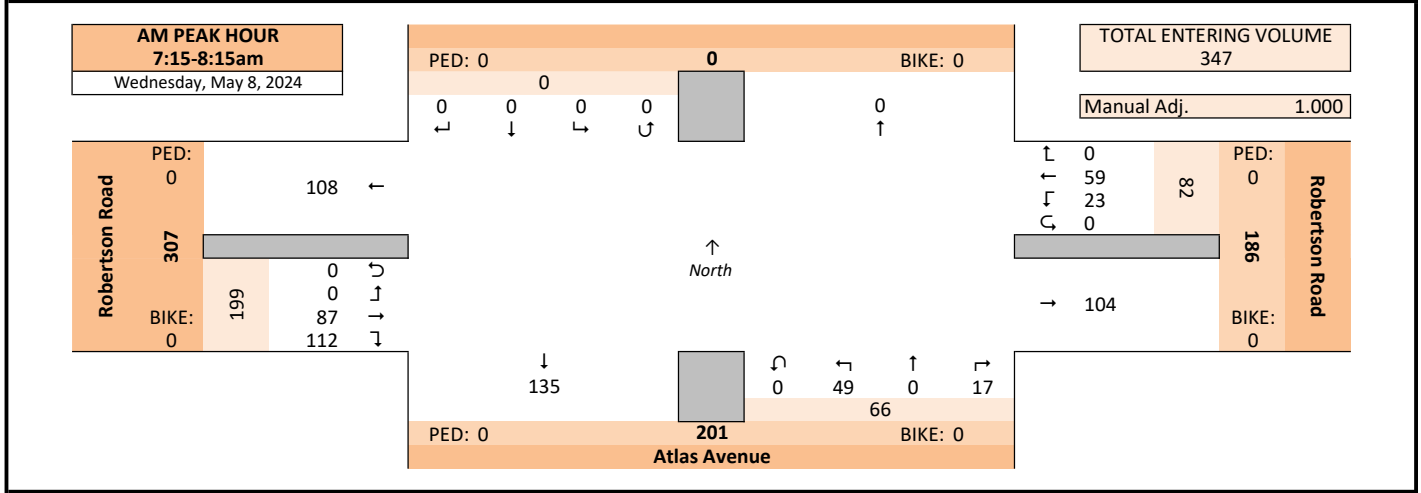 AM PEAK HOUR
7:15-8:15am
Wednesday, May 8, 2024
PED: 0 0 BIKE: 0
0
0 0 0 0 0
↵ ↓ ↳ ↺ ↑
TOTAL ENTERING VOLUME
347
Manual Adj. 1.000
Robertson Road
PED:
0
307
BIKE:
0
199
108 ←
0 ⮌
0 ↰
87 →
112 ↴
↑
North
↑ 0
← 59
↓ 23
⮎ 0
82
→ 104
PED:
0
186
BIKE:
0
Robertson Road
↓
135
↶ ↰ ↑ ↱
0 49 0 17
66
PED: 0 201 BIKE: 0
Atlas Avenue